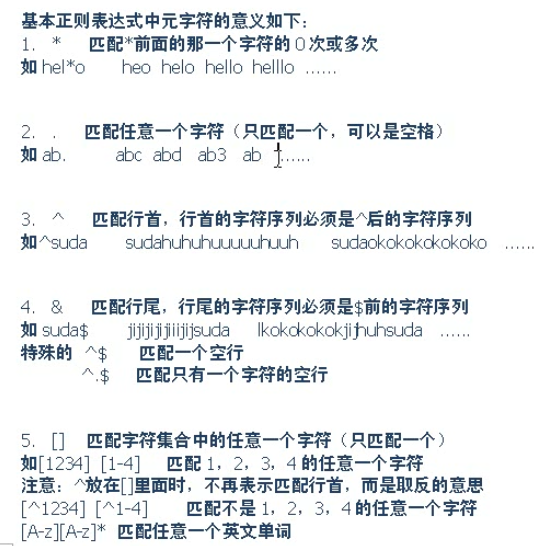 基本正则表达式中元字符的意义如下：
1. * 匹配*前面的那一个字符的0次或多次
如hel*o heo helo hello helllo ......
2. . 匹配任意一个字符（只匹配一个，可以是空格）
如ab. abc abd ab3 ab ......
3. ^ 匹配行首，行首的字符序列必须是^后的字符序列
如^suda sudahuhuhuuuuuhuuh sudaokokokokokoko ......
4. & 匹配行尾，行尾的字符序列必须是$前的字符序列
如suda$ jijijijijiiijijsuda lkokokokokjijhuhsuda ......
特殊的 ^$ 匹配一个空行
^.$ 匹配只有一个字符的空行
5. [] 匹配字符集合中的任意一个字符（只匹配一个）
如[1234] [1-4] 匹配1，2，3，4的任意一个字符
注意：^放在[]里面时，不再表示匹配行首，而是取反的意思
[^1234] [^1-4] 匹配不是1，2，3，4的任意一个字符
[A-z][A-z]* 匹配任意一个英文单词